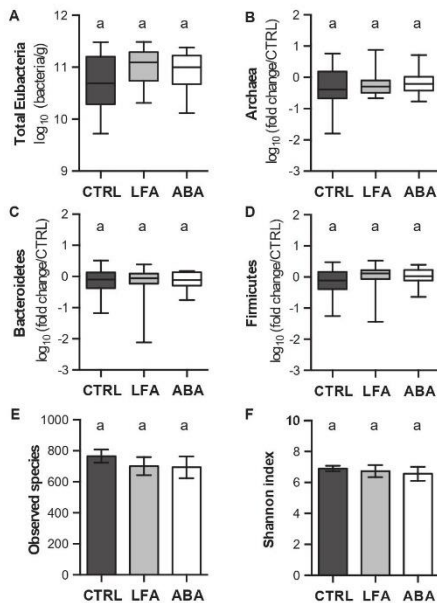 A
Total Eubacteria
log10 (bacteria/g)
12
11
10
9
a a a
CTRL LFA ABA
B
Archaea
log10 (fold change/CTRL)
2
1
0
-1
-2
-3
a a a
CTRL LFA ABA
C
Bacteroidetes
log10 (fold change/CTRL)
2
1
0
-1
-2
-3
a a a
CTRL LFA ABA
D
Firmicutes
log10 (fold change/CTRL)
2
1
0
-1
-2
-3
a a a
CTRL LFA ABA
E
Observed species
1000
800
600
400
200
0
a a a
CTRL LFA ABA
F
Shannon index
10
8
6
4
2
0
a a a
CTRL LFA ABA